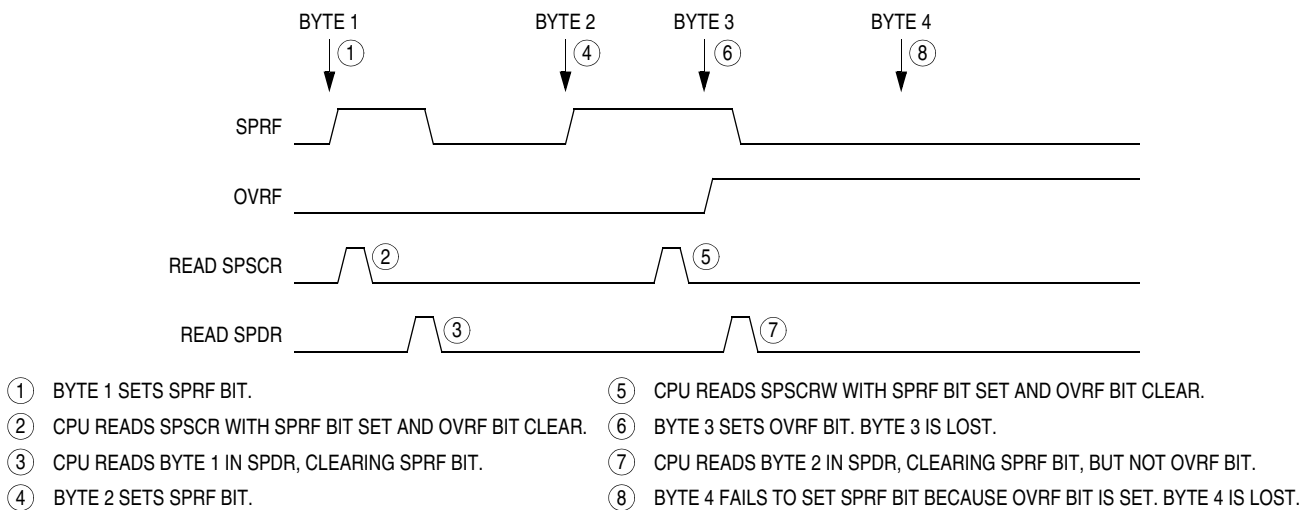 BYTE 1 BYTE 2 BYTE 3 BYTE 4
1 4 6 8
SPRF
OVRF
READ SPSCR 2 5
READ SPDR 3 7
1 BYTE 1 SETS SPRF BIT.
2 CPU READS SPSCR WITH SPRF BIT SET AND OVRF BIT CLEAR.
3 CPU READS BYTE 1 IN SPDR, CLEARING SPRF BIT.
4 BYTE 2 SETS SPRF BIT.
5 CPU READS SPSCRW WITH SPRF BIT SET AND OVRF BIT CLEAR.
6 BYTE 3 SETS OVRF BIT. BYTE 3 IS LOST.
7 CPU READS BYTE 2 IN SPDR, CLEARING SPRF BIT, BUT NOT OVRF BIT.
8 BYTE 4 FAILS TO SET SPRF BIT BECAUSE OVRF BIT IS SET. BYTE 4 IS LOST.